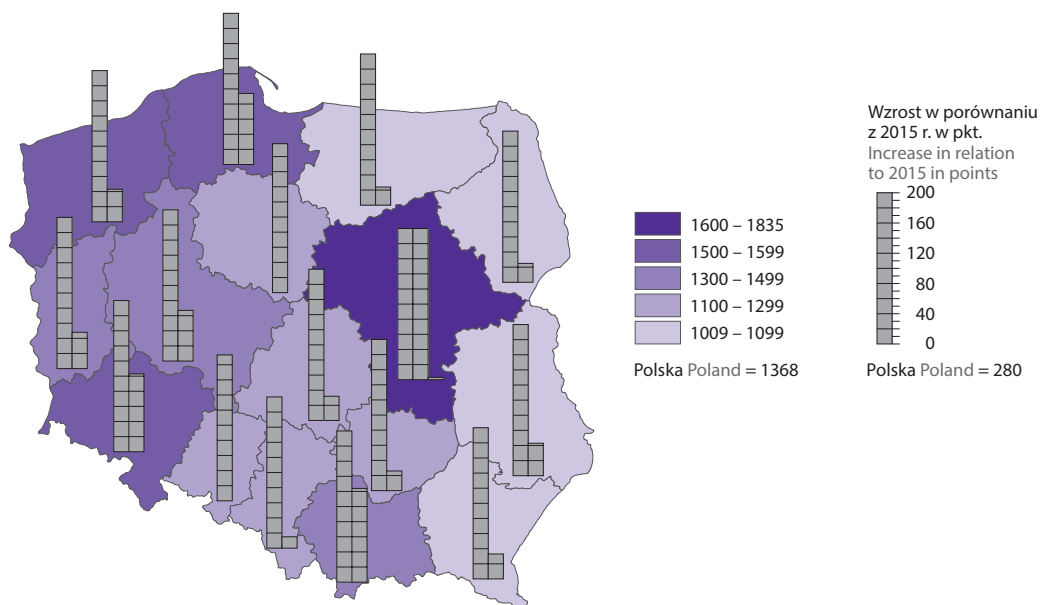 Wzrost w porównaniu
z 2015 r. w pkt.
Increase in relation
to 2015 in points
200
160
120
80
40
0
Polska Poland = 280
1600 – 1835
1500 – 1599
1300 – 1499
1100 – 1299
1009 – 1099
Polska Poland = 1368